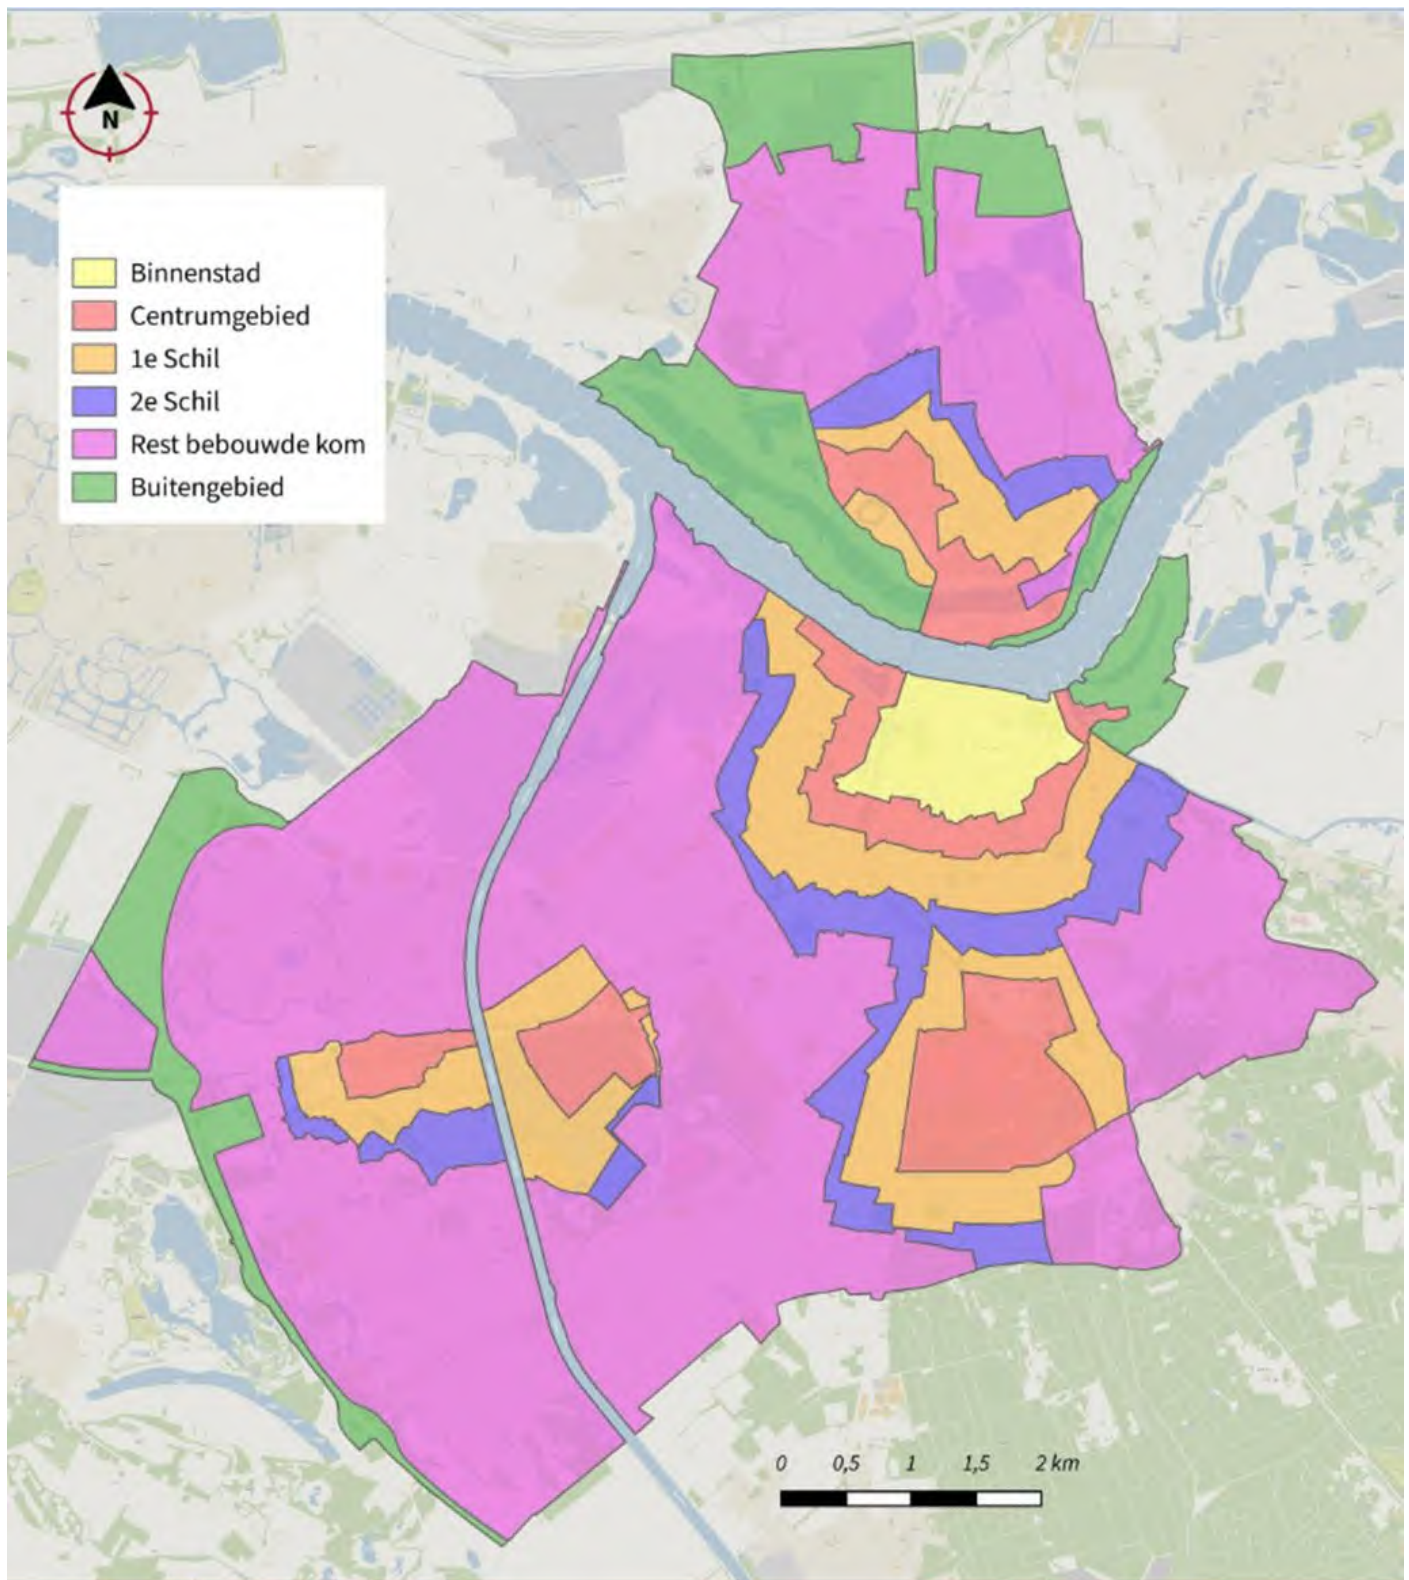 N
Binnenstad
Centrumgebied
1e Schil
2e Schil
Rest bebouwde kom
Buitengebied
0 0,5 1 1,5 2 km